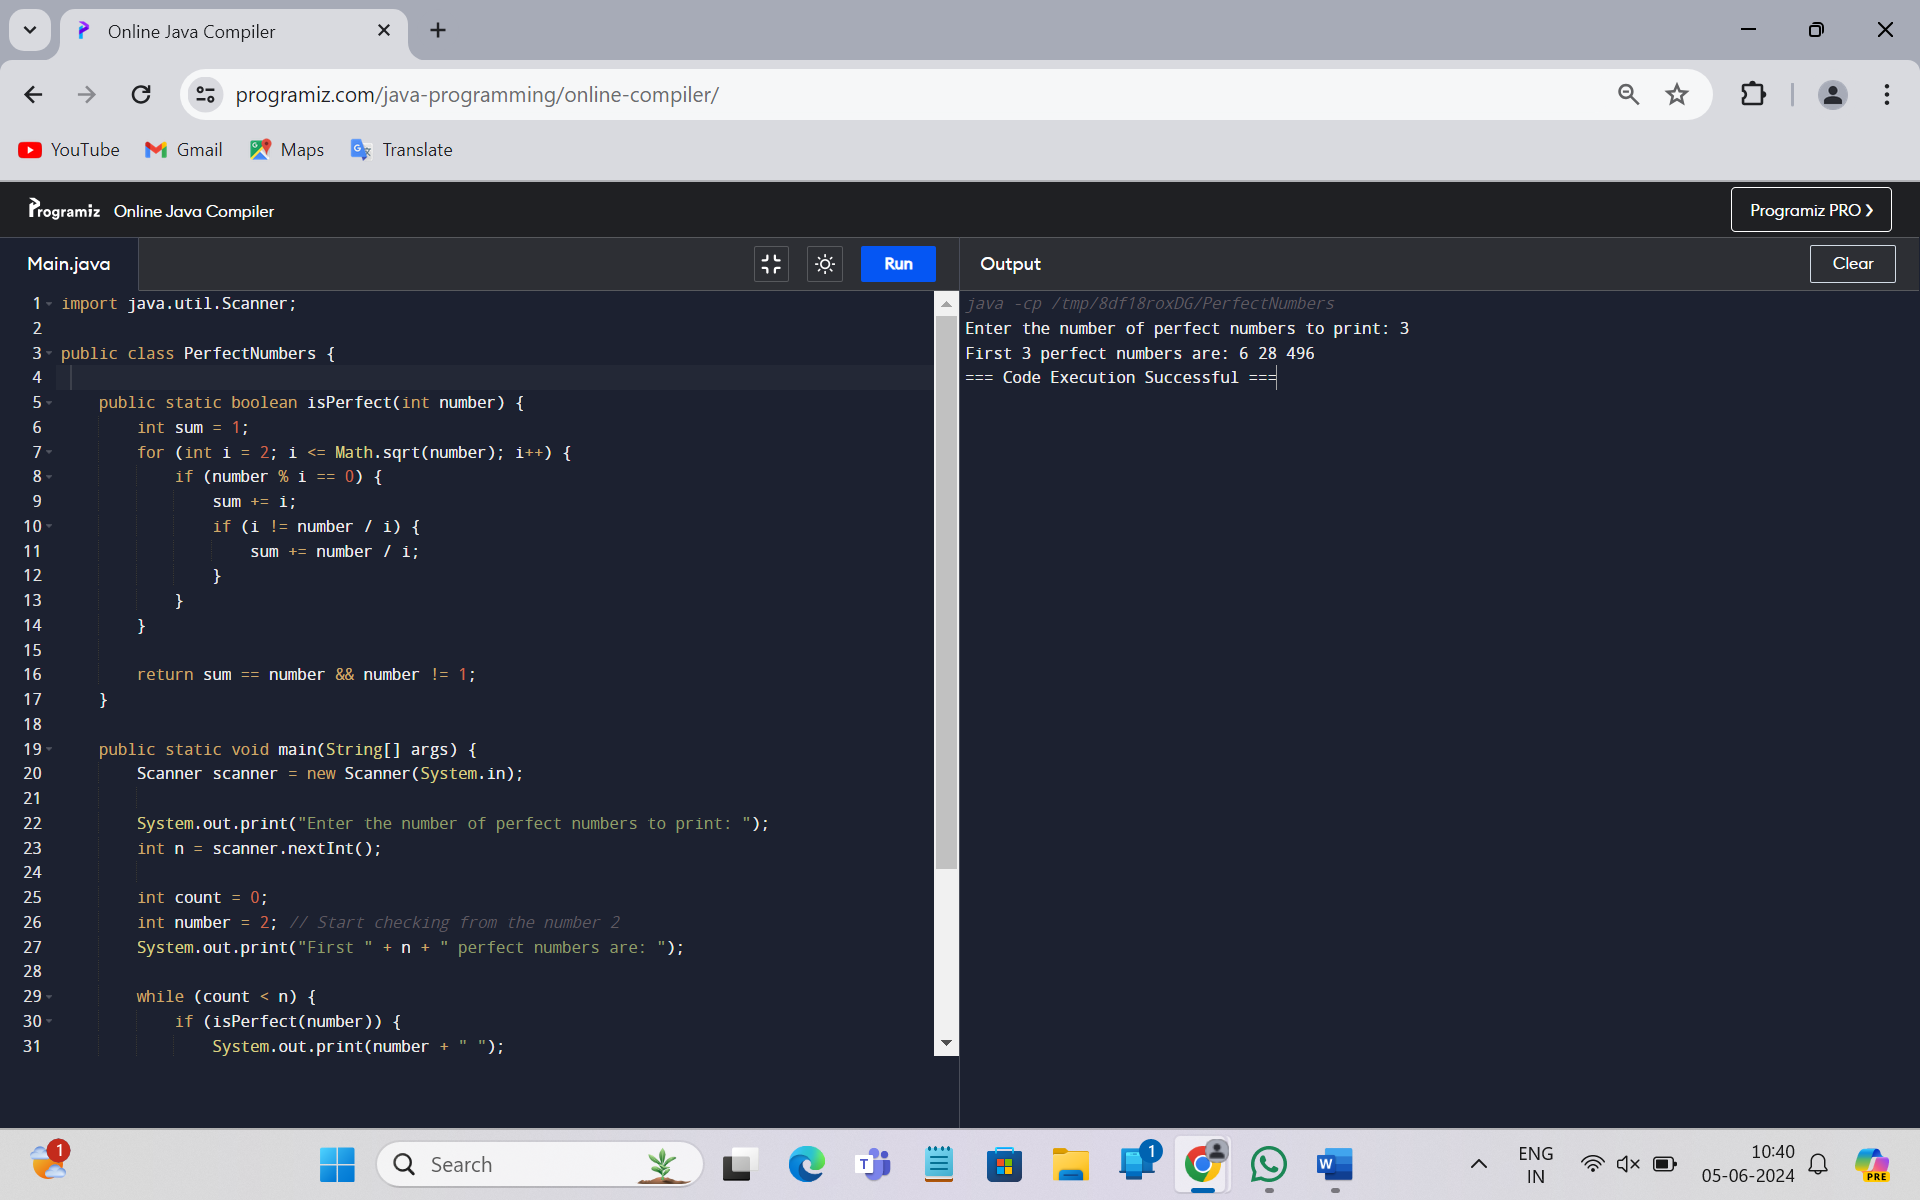 Online Java Compiler
programiz.com/java-programming/online-compiler/
YouTube Gmail Maps Translate
Programiz Online Java Compiler Programiz PRO ❯
Main.java Run Output Clear
1 import java.util.Scanner;
2
3 public class PerfectNumbers {
4
5     public static boolean isPerfect(int number) {
6         int sum = 1;
7         for (int i = 2; i <= Math.sqrt(number); i++) {
8             if (number % i == 0) {
9                 sum += i;
10                 if (i != number / i) {
11                     sum += number / i;
12                 }
13             }
14         }
15
16         return sum == number && number != 1;
17     }
18
19     public static void main(String[] args) {
20         Scanner scanner = new Scanner(System.in);
21
22         System.out.print("Enter the number of perfect numbers to print: ");
23         int n = scanner.nextInt();
24
25         int count = 0;
26         int number = 2; // Start checking from the number 2
27         System.out.print("First " + n + " perfect numbers are: ");
28
29         while (count < n) {
30             if (isPerfect(number)) {
31                 System.out.print(number + " ");
java -cp /tmp/8df18roxDG/PerfectNumbers
Enter the number of perfect numbers to print: 3
First 3 perfect numbers are: 6 28 496
=== Code Execution Successful ===
1 Search 1 ENG 10:40
IN 05-06-2024 PRE